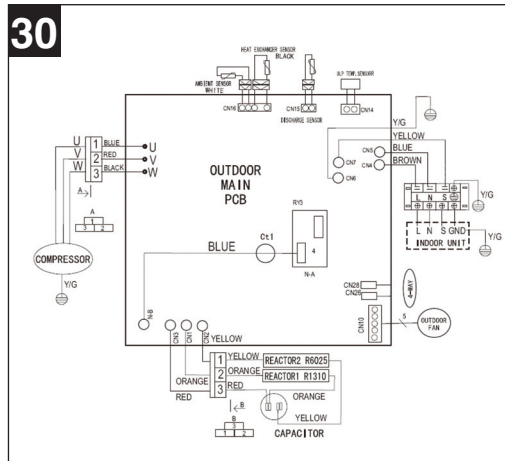 30
HEAT EXCHANGER SENSOR
BLACK
AMBIENT SENSOR
WHITE
OLP TEMP.SENSOR
CN16
CN15
CN14
DISCHARGE SENSOR
Y/G
YELLOW
BLUE
BROWN
CN5
CN4
CN7
CN6
L N S
Y/G
L N S GND
INDOOR UNIT
Y/G
U
V
W
1 BLUE U
2 RED V
3 BLACK W
A
A
1
3 2
COMPRESSOR
Y/G
OUTDOOR
MAIN
PCB
RY3
Ct1
4
N-A
BLUE
CN28
CN26
4-WAY
CN10
5
OUTDOOR
FAN
N-B
CN3
CN1
CN2
YELLOW
1 YELLOW REACTOR2 R6025
2 ORANGE REACTOR1 R1310
3 RED
ORANGE
RED
ORANGE
YELLOW
B
B
3
1 2
CAPACITOR